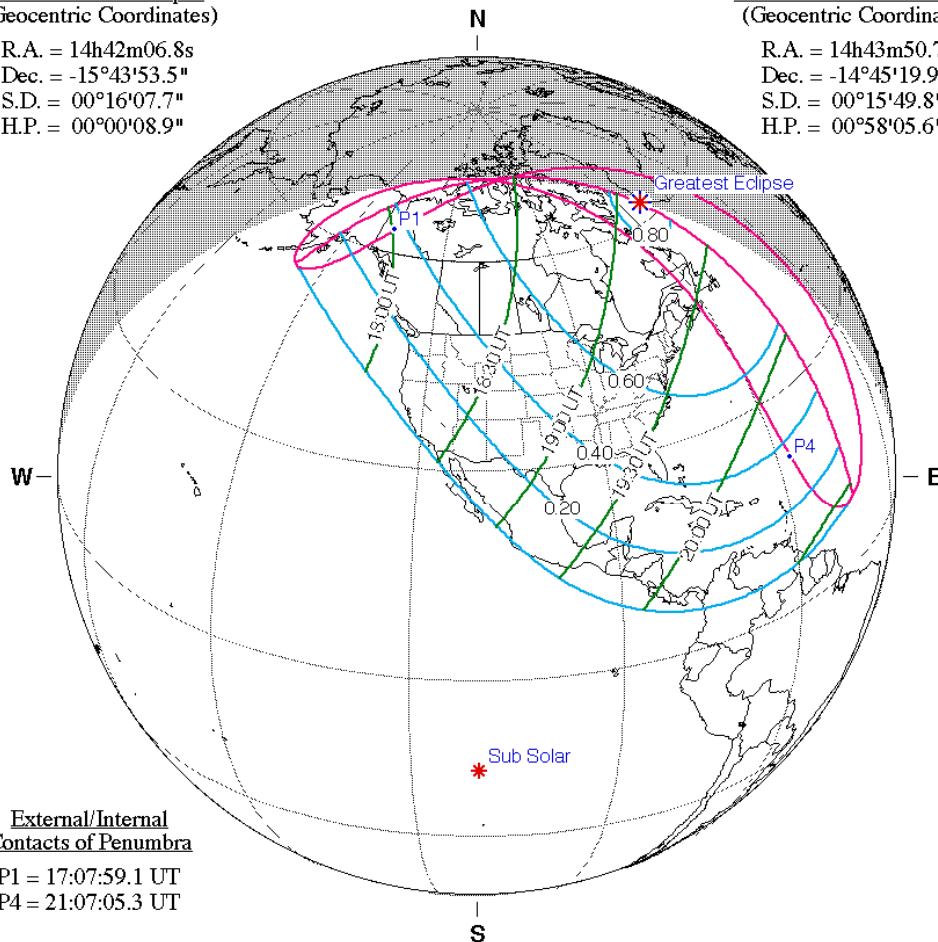 Geocentric Coordinates)
R.A. = 14h42m06.8s
Dec. = -15°43'53.5"
S.D. = 00°16'07.7"
H.P. = 00°00'08.9"
N
(Geocentric Coordina
R.A. = 14h43m50.7
Dec. = -14°45'19.9
S.D. = 00°15'49.8'
H.P. = 00°58'05.6'
Greatest Eclipse
P1
0.80
18:00 UT
18:30 UT
0.60
19:00 UT
0.40
19:30 UT
P4
W
E
0.20
20:00 UT
Sub Solar
External/Internal
Contacts of Penumbra
P1 = 17:07:59.1 UT
P4 = 21:07:05.3 UT
S